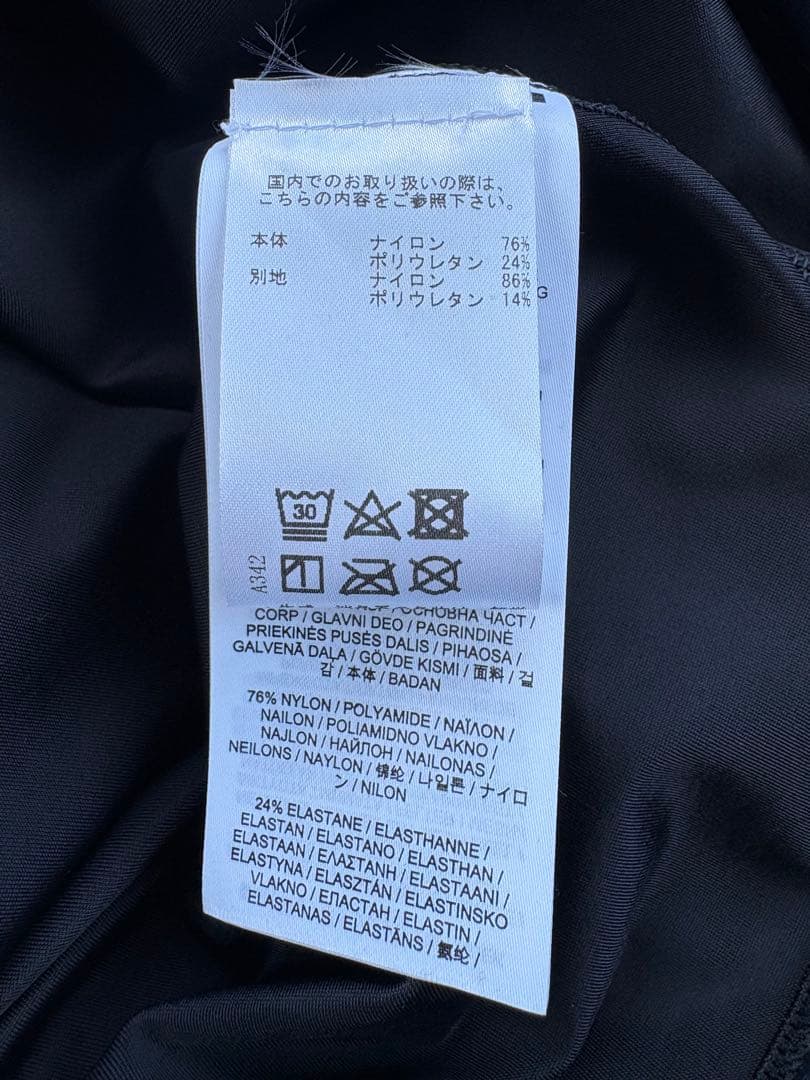 国内でのお取り扱いの際は、
こちらの内容をご参照下さい。
本体 ナイロン 76%
ポリウレタン 24%
別地 ナイロン 86%
ポリウレタン 14%
G
30
A342
ОСНОВНА ЧАСТ /
CORP / GLAVNI DEO / PAGRINDINĖ
PRIEKINĖS PUSĖS DALIS / PIHAOSA /
GALVENĀ DAĻA / GÖVDE KISMI / 面料 / 겉
감 / 本体 / BADAN
76% NYLON / POLYAMIDE / ΝΑΪΛΟΝ /
NAILON / POLIAMIDNO VLAKNO /
NAJLON / НАЙЛОН / NAILONAS /
NEILONS / NAYLON / 锦纶 / 나일론 / ナイロ
ン / NILON
24% ELASTANE / ELASTHANNE /
ELASTAN / ELASTANO / ELASTHAN /
ELASTAAN / ΕΛΑΣΤΑΝΗ / ELASTAANI /
ELASTYNA / ELASZTÁN / ELASTINSKO
VLAKNO / ЕЛАСТАН / ELASTIN /
ELASTANAS / ELASTĀNS / 氨纶 /